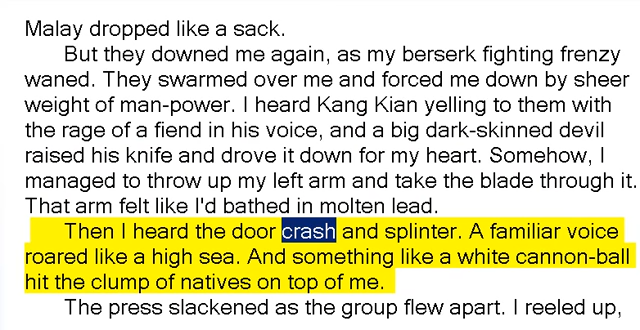 Malay dropped like a sack.
But they downed me again, as my berserk fighting frenzy
waned. They swarmed over me and forced me down by sheer
weight of man-power. I heard Kang Kian yelling to them with
the rage of a fiend in his voice, and a big dark-skinned devil
raised his knife and drove it down for my heart. Somehow, I
managed to throw up my left arm and take the blade through it.
That arm felt like I'd bathed in molten lead.
Then I heard the door crash and splinter. A familiar voice
roared like a high sea. And something like a white cannon-ball
hit the clump of natives on top of me.
The press slackened as the group flew apart. I reeled up,